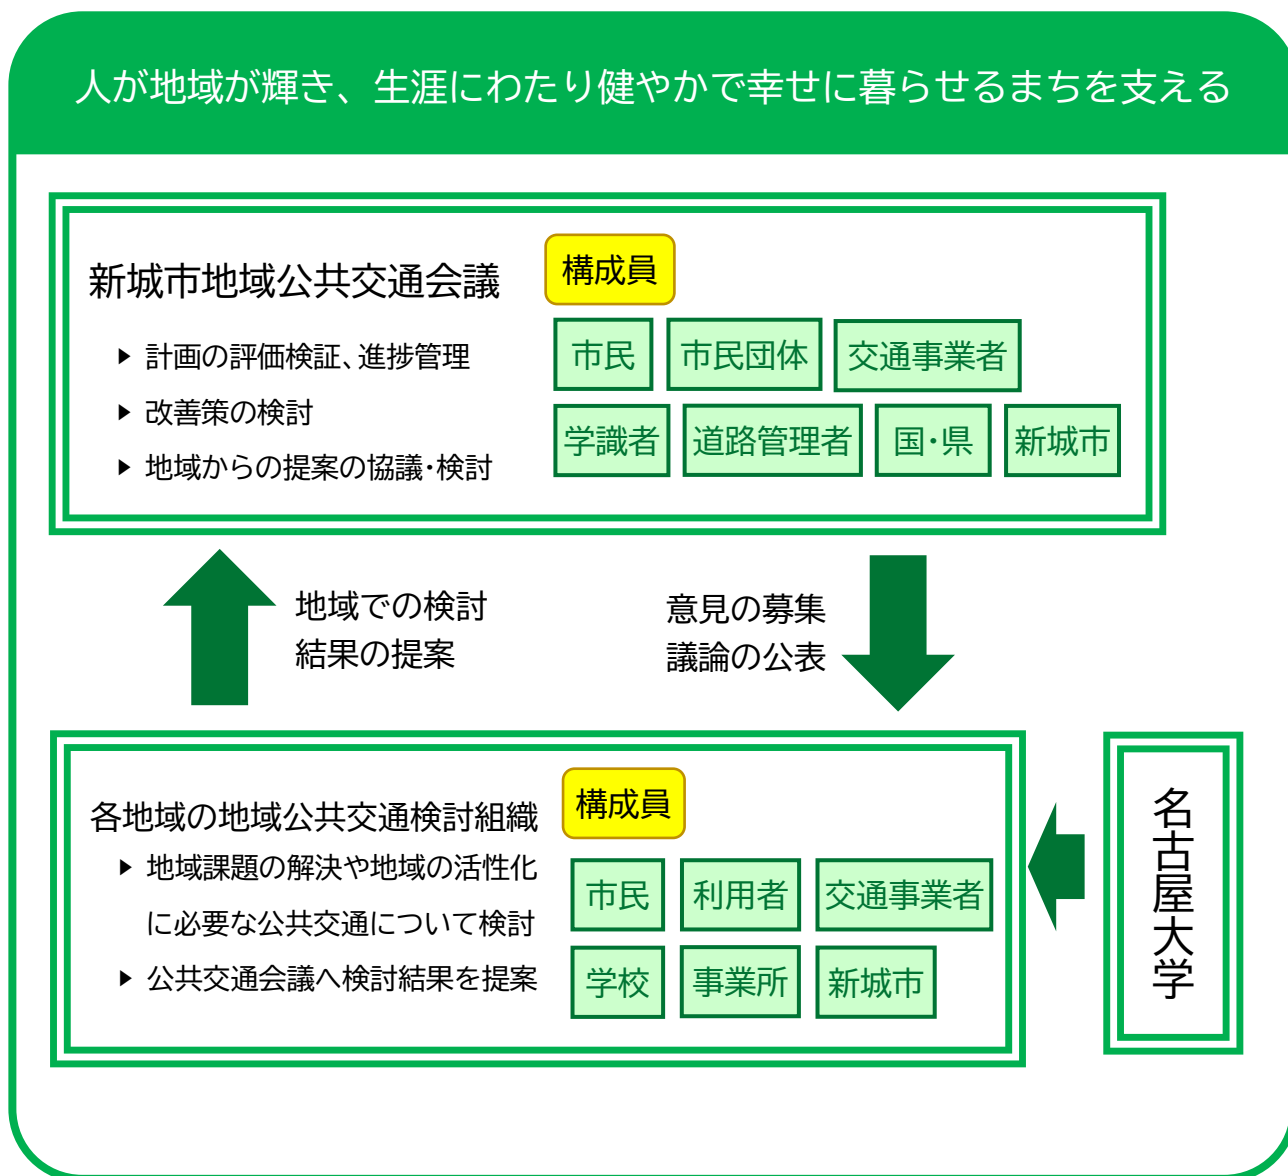 人が地域が輝き、生涯にわたり健やかで幸せに暮らせるまちを支える
新城市地域公共交通会議
▶ 計画の評価検証、進捗管理
▶ 改善策の検討
▶ 地域からの提案の協議・検討
構成員
市民 市民団体 交通事業者
学識者 道路管理者 国・県 新城市
地域での検討
結果の提案
意見の募集
議論の公表
各地域の地域公共交通検討組織
▶ 地域課題の解決や地域の活性化
に必要な公共交通について検討
▶ 公共交通会議へ検討結果を提案
構成員
市民 利用者 交通事業者
学校 事業所 新城市
名古屋大学